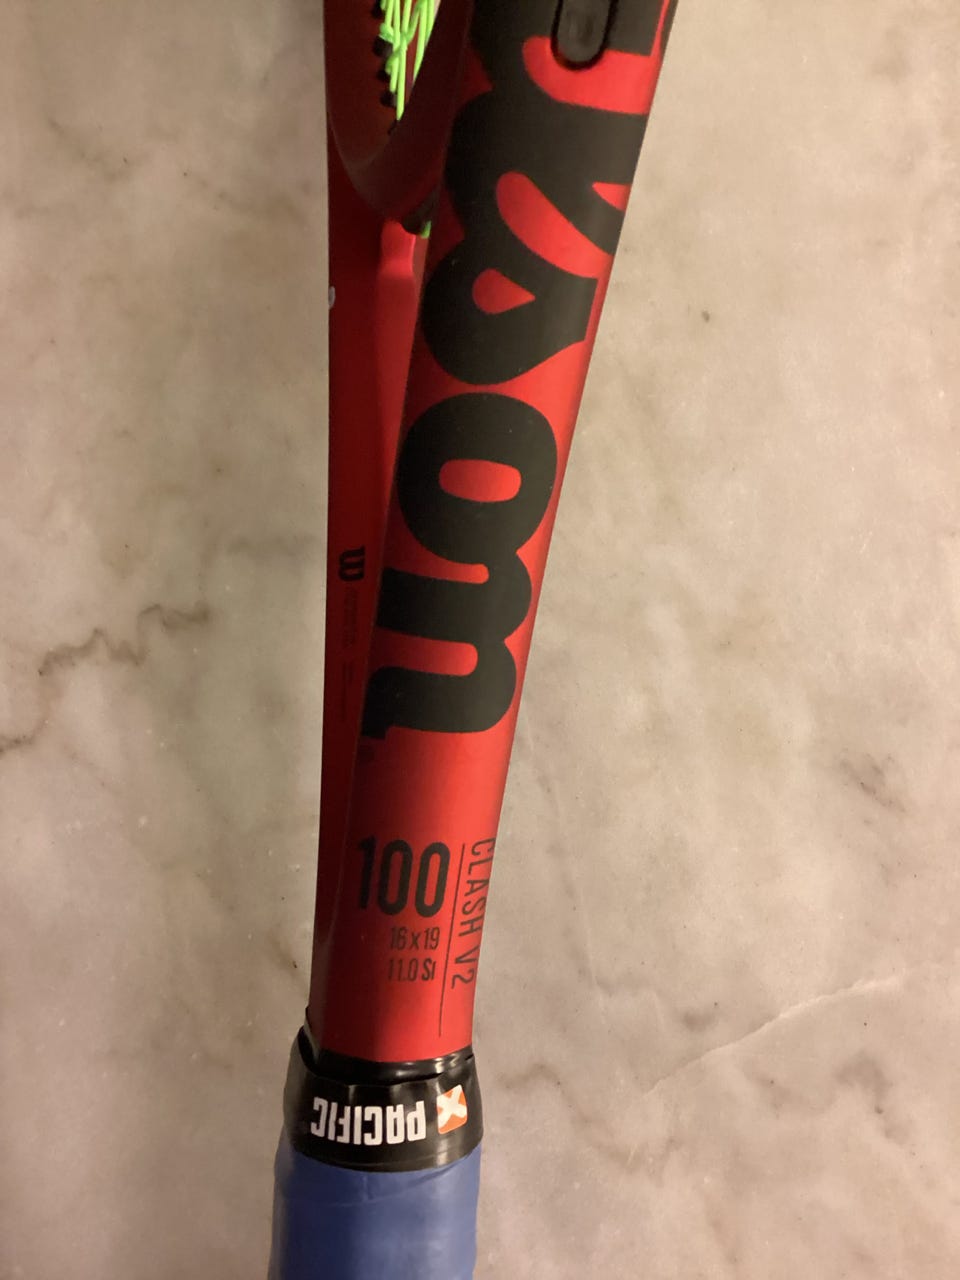 Wilson
W
100
16x19
11.0 SI
CLASH V2
PACIFIC